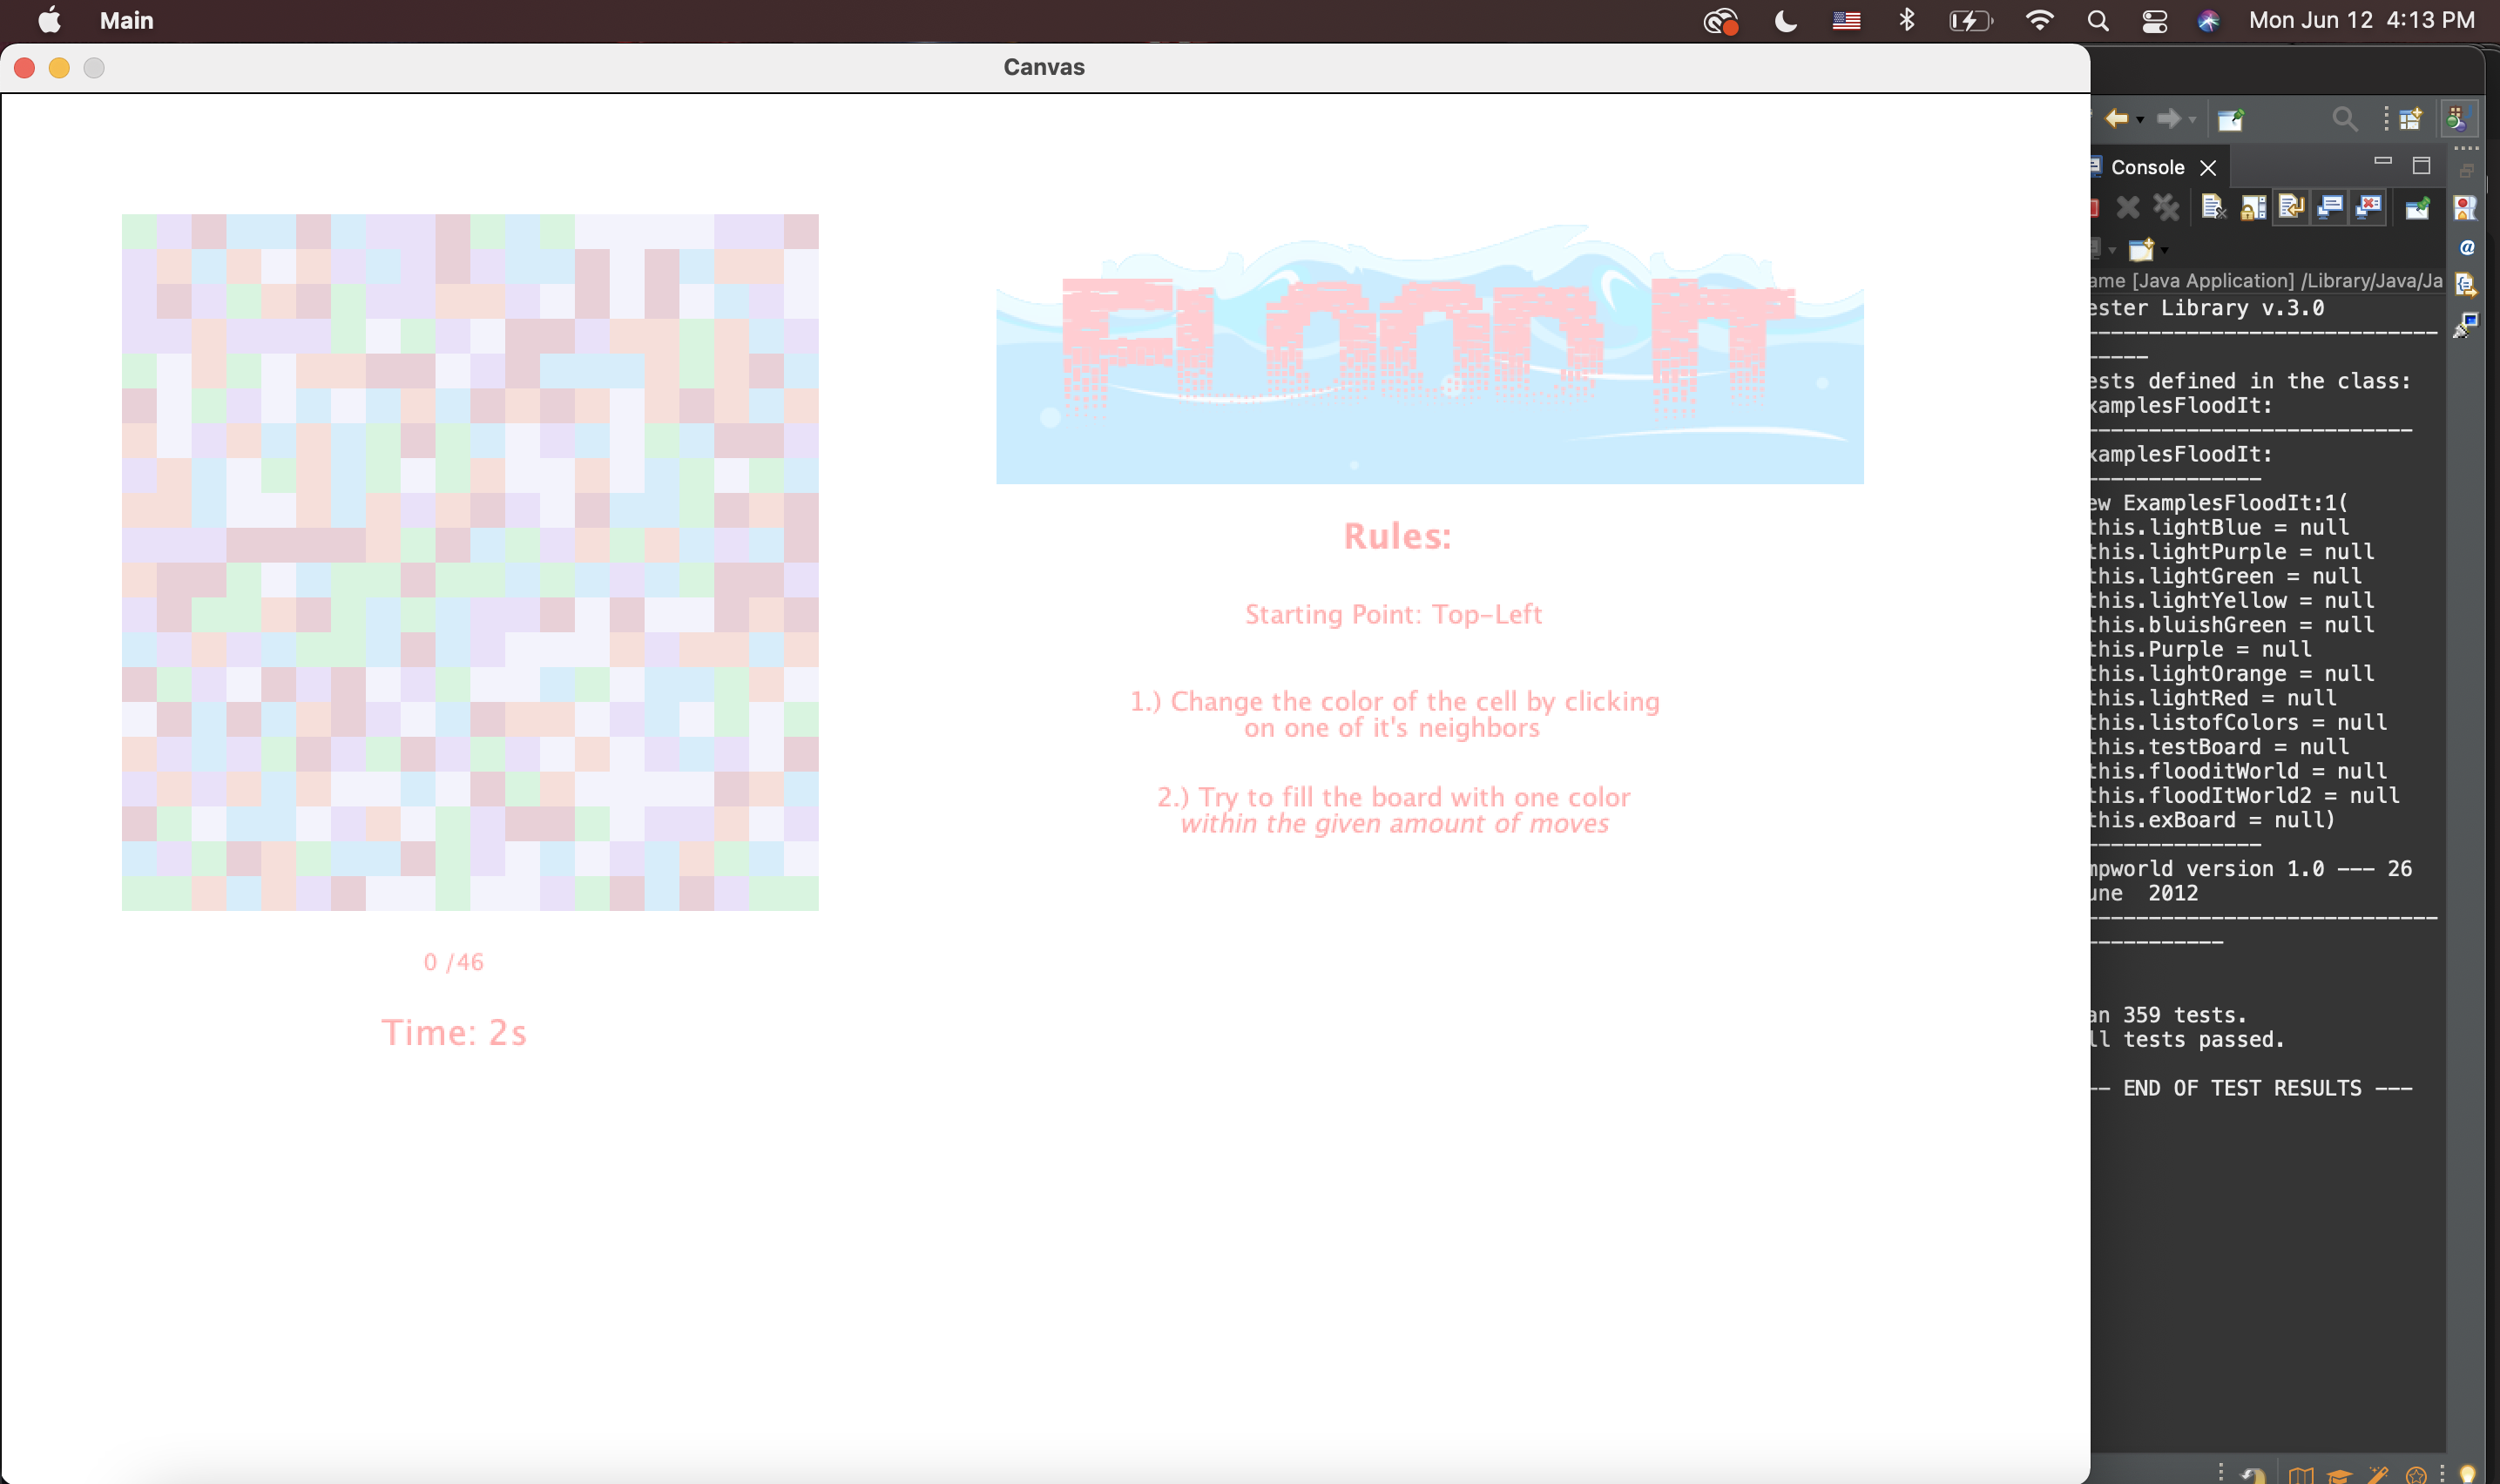 Main
Mon Jun 12 4:13 PM
Canvas
Rules:
Starting Point: Top-Left
1.) Change the color of the cell by clicking
on one of it's neighbors
2.) Try to fill the board with one color
within the given amount of moves
0 /46
Time: 2s
Console
ame [Java Application] /Library/Java/Ja
ester Library v.3.0
-----------------------------
-----
ests defined in the class:
xamplesFloodIt:
---------------------------
xamplesFloodIt:
---------------
ew ExamplesFloodIt:1(
this.lightBlue = null
this.lightPurple = null
this.lightGreen = null
this.lightYellow = null
this.bluishGreen = null
this.Purple = null
this.lightOrange = null
this.lightRed = null
this.listofColors = null
this.testBoard = null
this.flooditWorld = null
this.floodItWorld2 = null
this.exBoard = null)
---------------
mpworld version 1.0 --- 26
une  2012
-----------------------------
------------
an 359 tests.
ll tests passed.
-- END OF TEST RESULTS ---